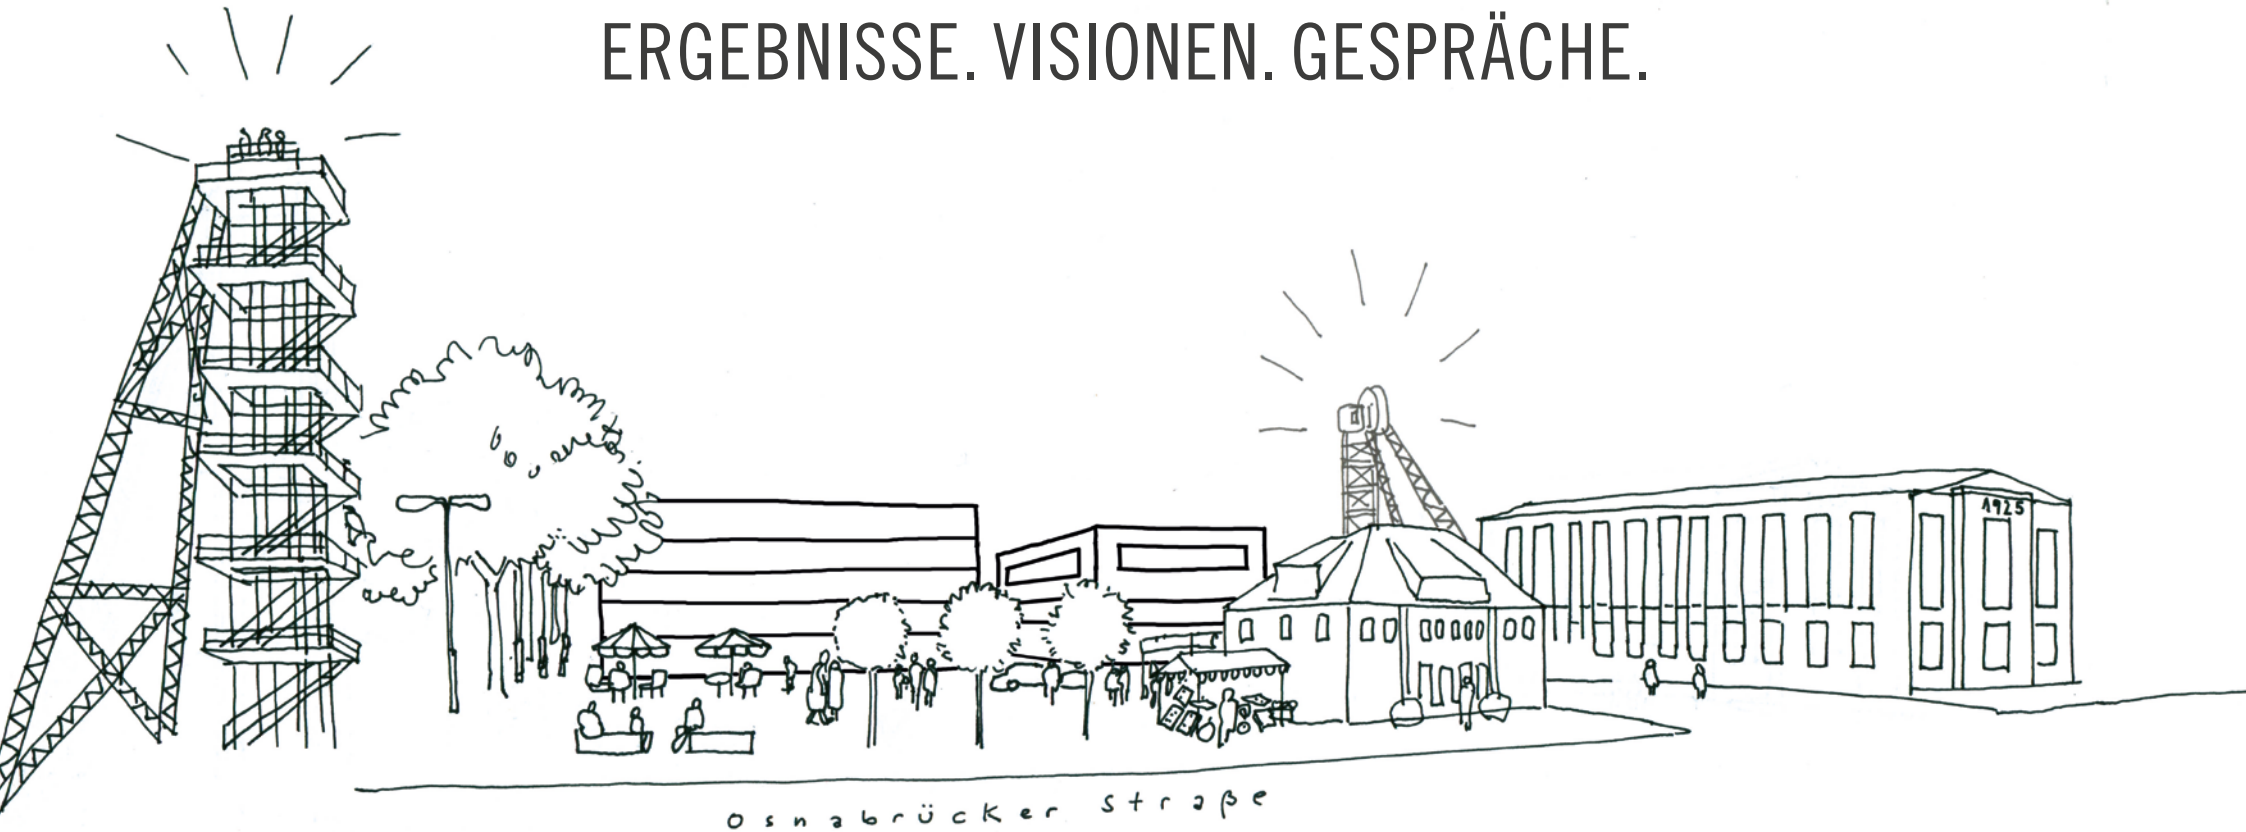 ERGEBNISSE. VISIONEN. GESPRÄCHE.
1925
Osnabrücker Straße